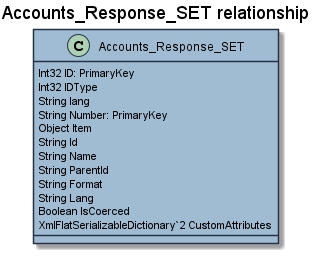 Accounts_Response_SET relationship
C Accounts_Response_SET
Int32 ID: PrimaryKey
Int32 IDType
String lang
String Number: PrimaryKey
Object Item
String Id
String Name
String ParentId
String Format
String Lang
Boolean IsCoerced
XmlFlatSerializableDictionary`2 CustomAttributes